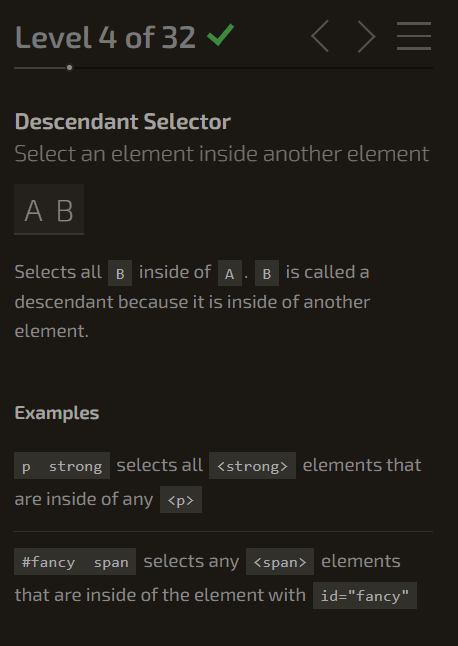 Level 4 of 32
Descendant Selector
Select an element inside another element
A B
Selects all B inside of A . B is called a
descendant because it is inside of another
element.
Examples
p strong selects all <strong> elements that
are inside of any <p>
#fancy span selects any <span> elements
that are inside of the element with id="fancy"